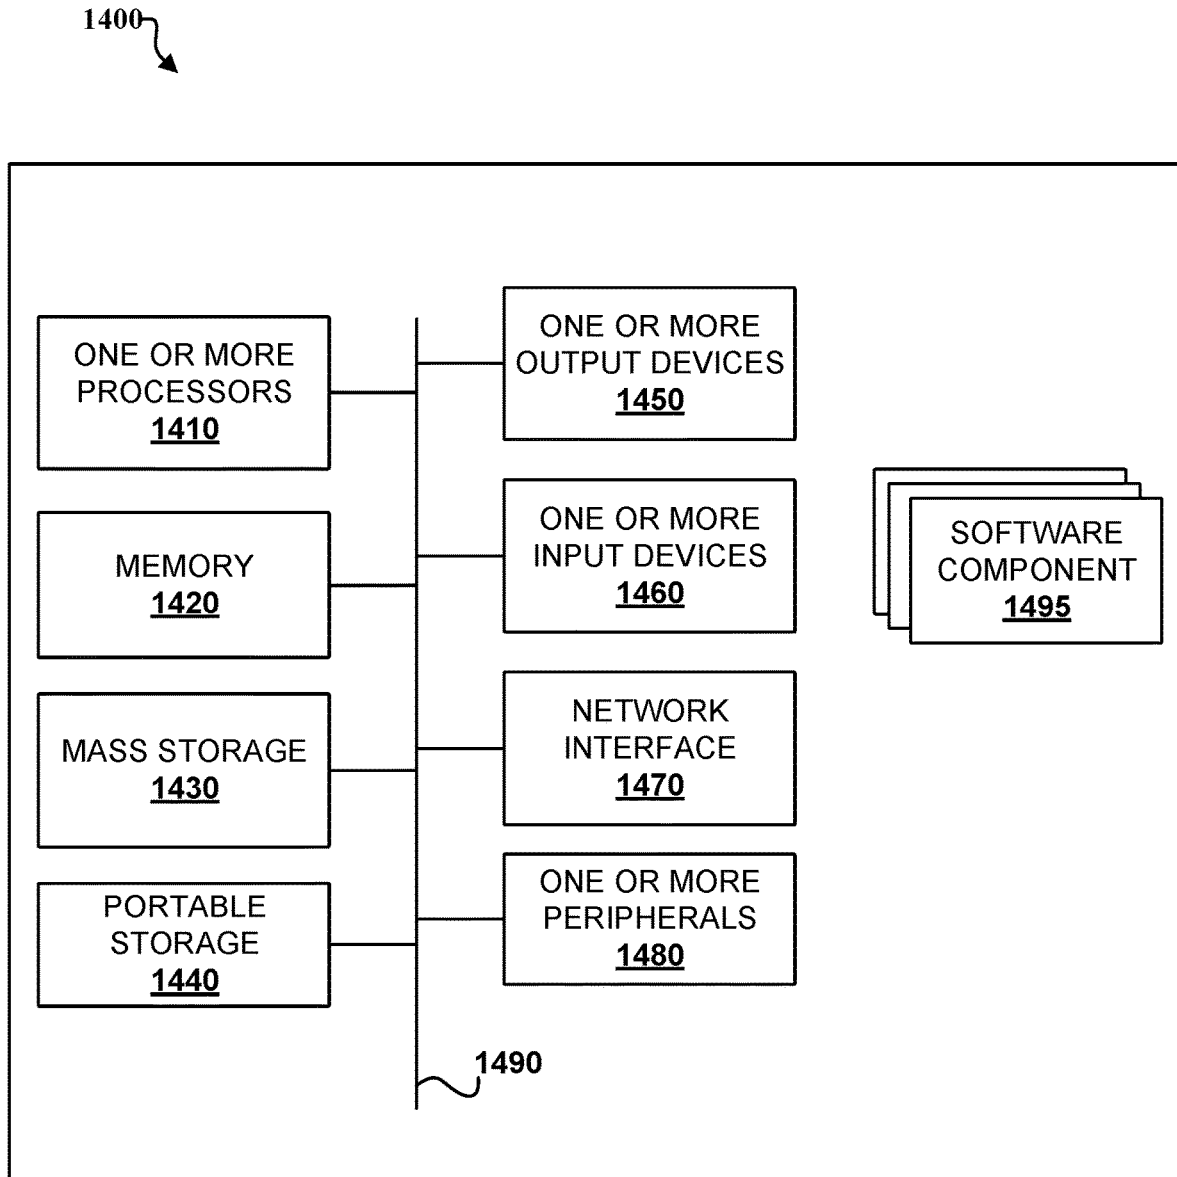 1400
ONE OR MORE
PROCESSORS
1410
MEMORY
1420
MASS STORAGE
1430
PORTABLE
STORAGE
1440
ONE OR MORE
OUTPUT DEVICES
1450
ONE OR MORE
INPUT DEVICES
1460
NETWORK
INTERFACE
1470
ONE OR MORE
PERIPHERALS
1480
1490
SOFTWARE
COMPONENT
1495